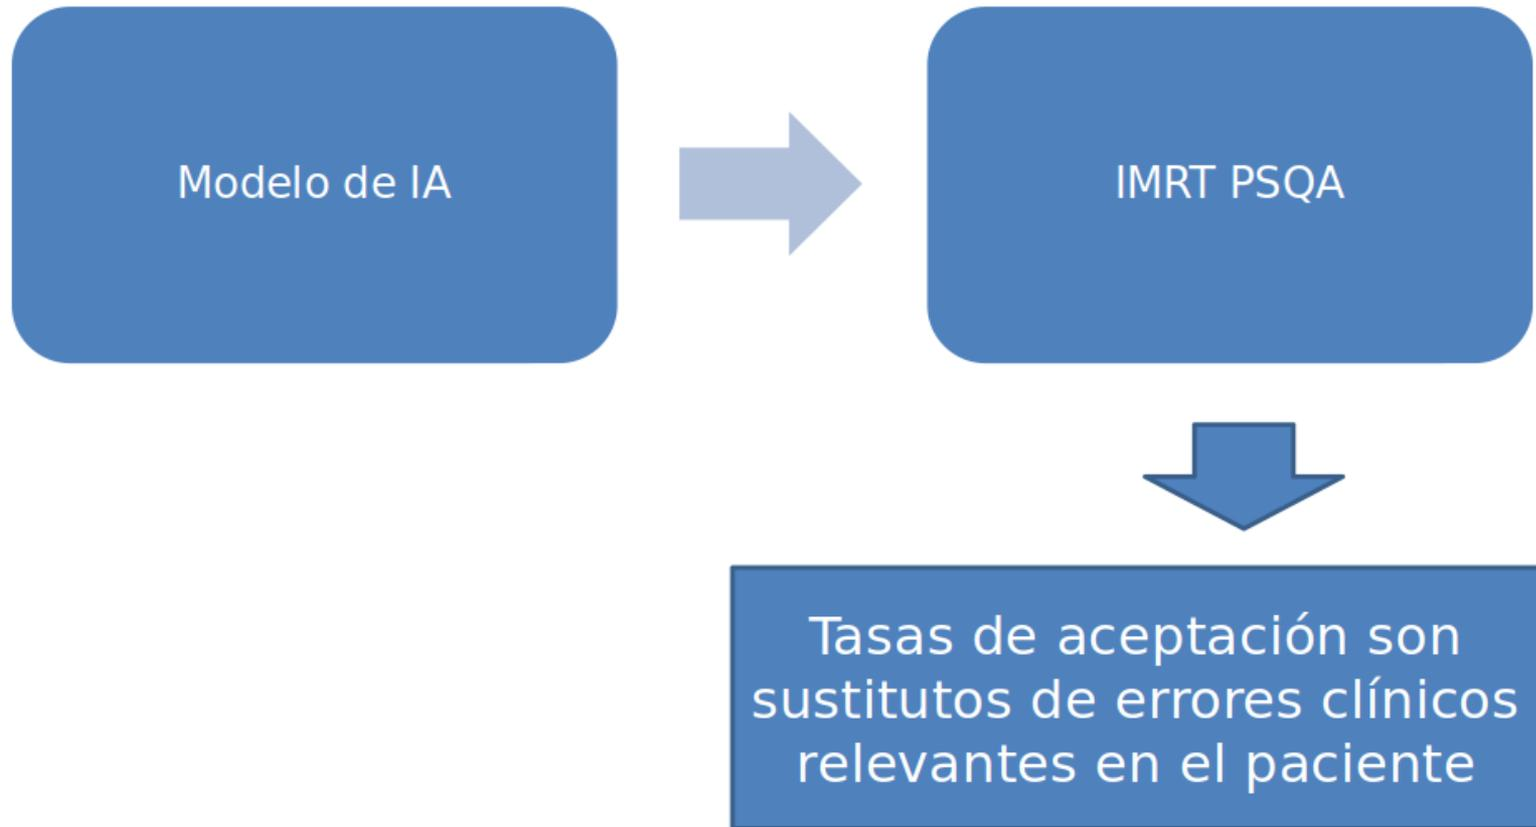 Modelo de IA
IMRT PSQA
Tasas de aceptación son
sustitutos de errores clínicos
relevantes en el paciente